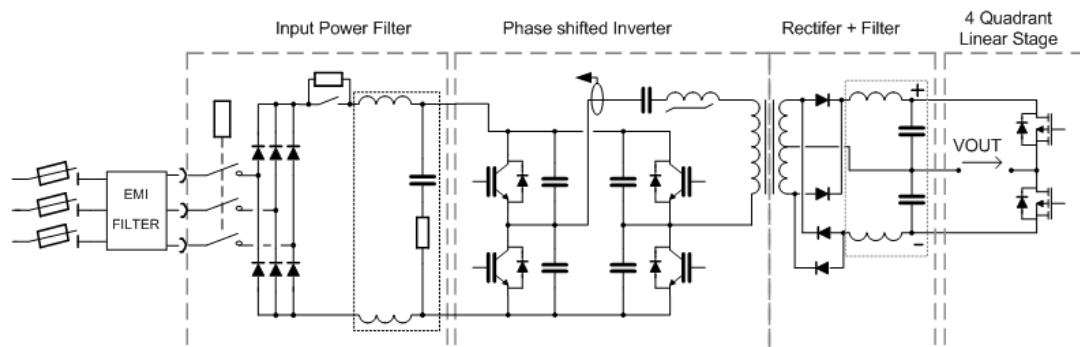 Input Power Filter
Phase shifted Inverter
Rectifer + Filter
4 Quadrant
Linear Stage
+
VOUT
EMI
FILTER
-